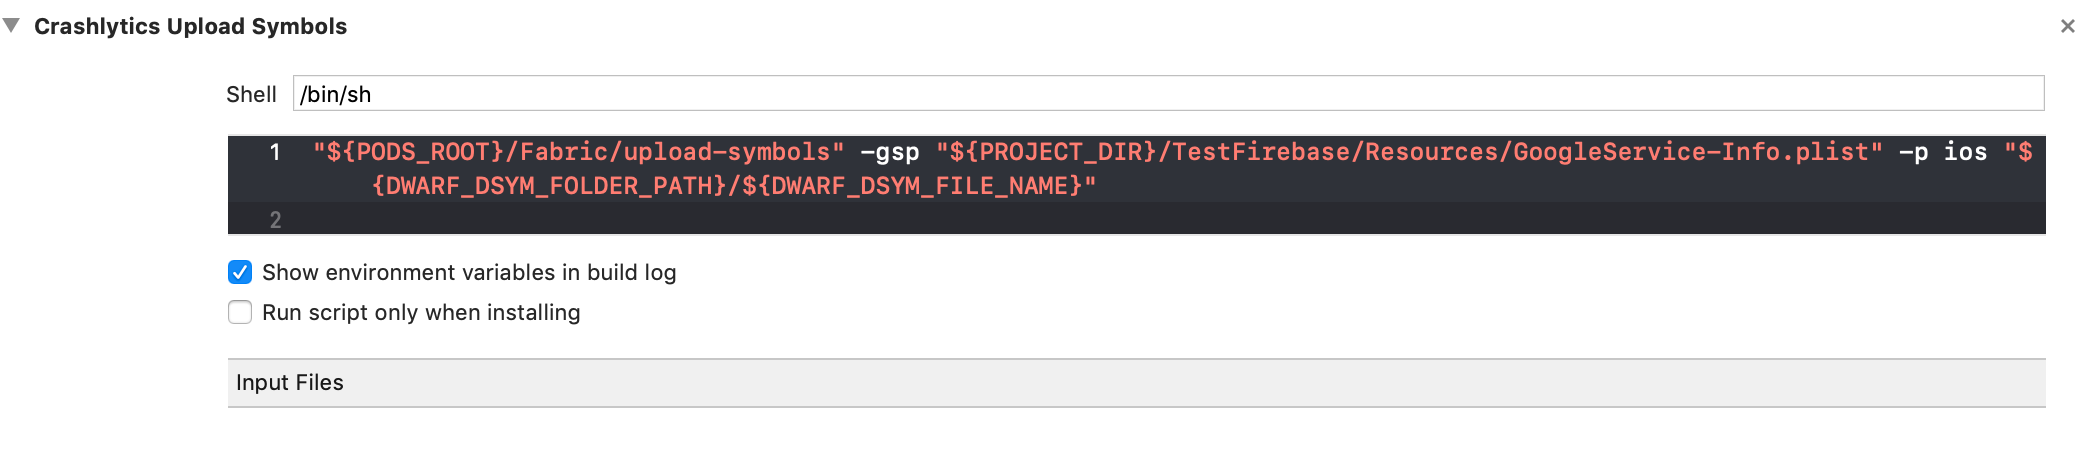 Crashlytics Upload Symbols
Shell /bin/sh
1 "${PODS_ROOT}/Fabric/upload-symbols" -gsp "${PROJECT_DIR}/TestFirebase/Resources/GoogleService-Info.plist" -p ios "$
{DWARF_DSYM_FOLDER_PATH}/${DWARF_DSYM_FILE_NAME}"
2
Show environment variables in build log
Run script only when installing
Input Files